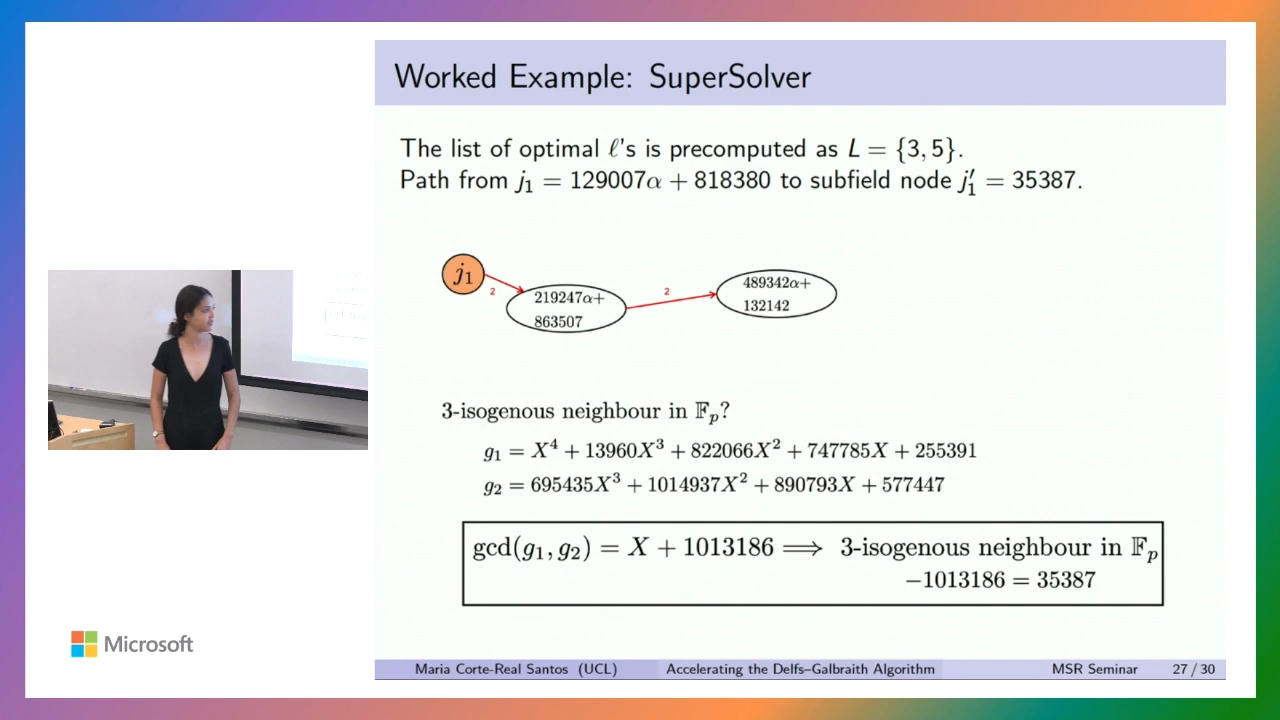 Worked Example: SuperSolver
The list of optimal ℓ's is precomputed as L = {3, 5}.
Path from j₁ = 129007α + 818380 to subfield node j₁′ = 35387.
j₁
2
219247α+
863507
2
489342α+
132142
3-isogenous neighbour in 𝔽ₚ?
g₁ = X⁴ + 13960X³ + 822066X² + 747785X + 255391
g₂ = 695435X³ + 1014937X² + 890793X + 577447
gcd(g₁, g₂) = X + 1013186 ⟹ 3-isogenous neighbour in 𝔽ₚ
−1013186 = 35387
Microsoft
Maria Corte-Real Santos (UCL) Accelerating the Delfs–Galbraith Algorithm MSR Seminar 27 / 30